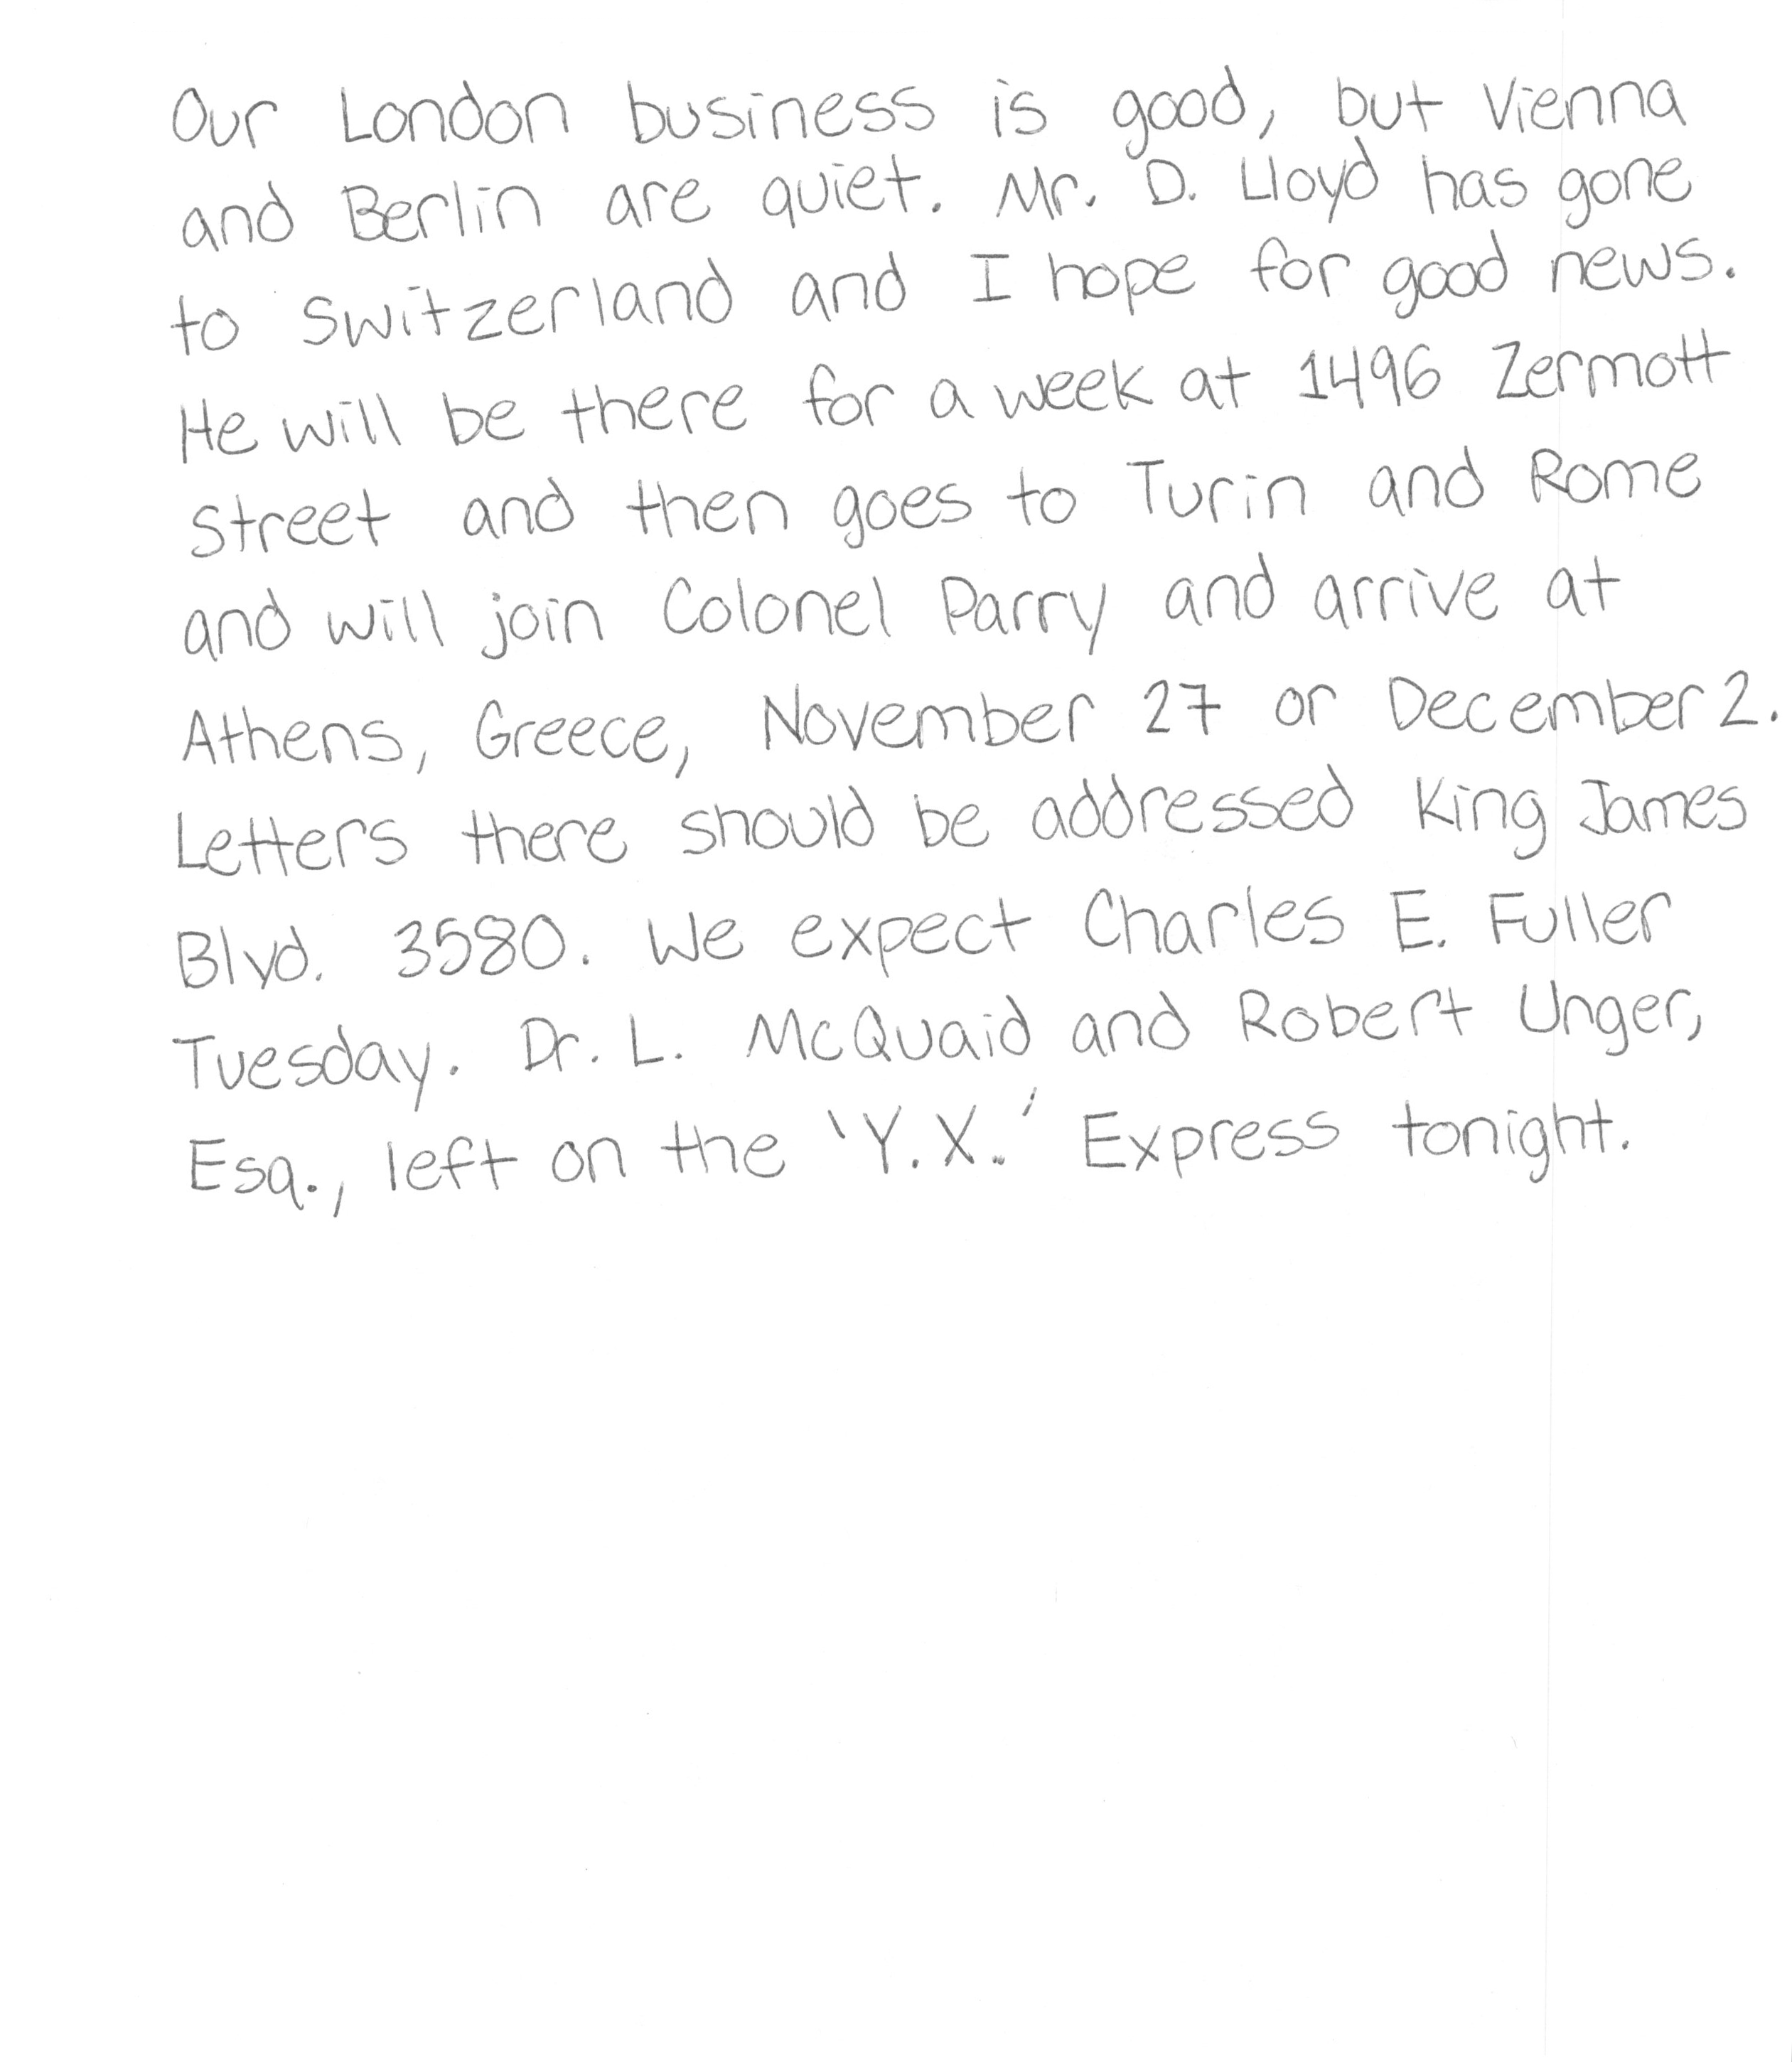 Our London business is good, but Vienna
and Berlin are quiet. Mr. D. Lloyd has gone
to Switzerland and I hope for good news.
He will be there for a week at 1496 Zermott
street and then goes to Turin and Rome
and will join Colonel Parry and arrive at
Athens, Greece, November 27 or December 2.
Letters there should be addressed King James
Blvd. 3580. We expect Charles E. Fuller
Tuesday. Dr. L. McQuaid and Robert Unger,
Esq., left on the 'Y.X.' Express tonight.